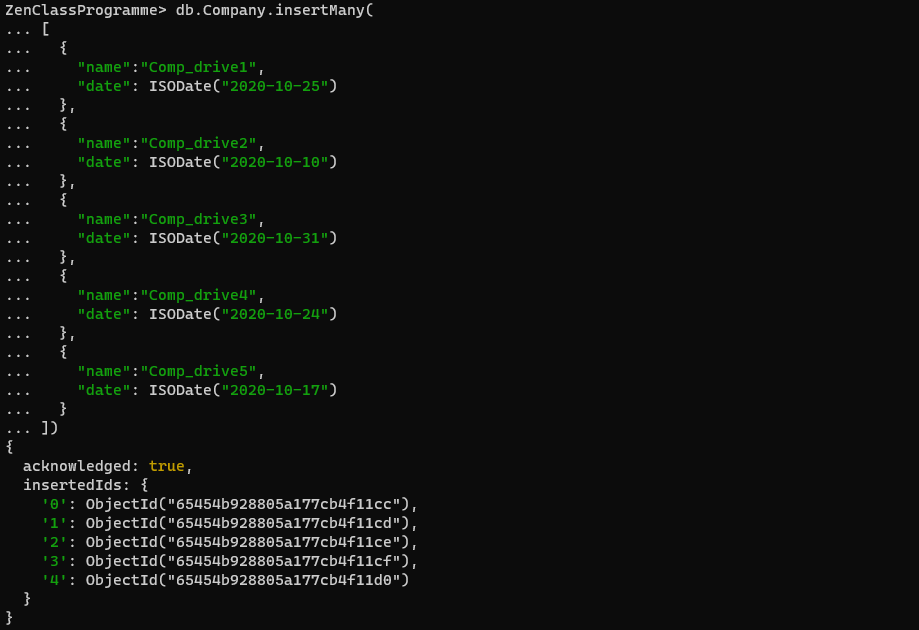 ZenClassProgramme> db.Company.insertMany(
... [
...   {
...     "name":"Comp_drive1",
...     "date": ISODate("2020-10-25")
...   },
...   {
...     "name":"Comp_drive2",
...     "date": ISODate("2020-10-10")
...   },
...   {
...     "name":"Comp_drive3",
...     "date": ISODate("2020-10-31")
...   },
...   {
...     "name":"Comp_drive4",
...     "date": ISODate("2020-10-24")
...   },
...   {
...     "name":"Comp_drive5",
...     "date": ISODate("2020-10-17")
...   }
... ])
{
  acknowledged: true,
  insertedIds: {
    '0': ObjectId("65454b928805a177cb4f11cc"),
    '1': ObjectId("65454b928805a177cb4f11cd"),
    '2': ObjectId("65454b928805a177cb4f11ce"),
    '3': ObjectId("65454b928805a177cb4f11cf"),
    '4': ObjectId("65454b928805a177cb4f11d0")
  }
}